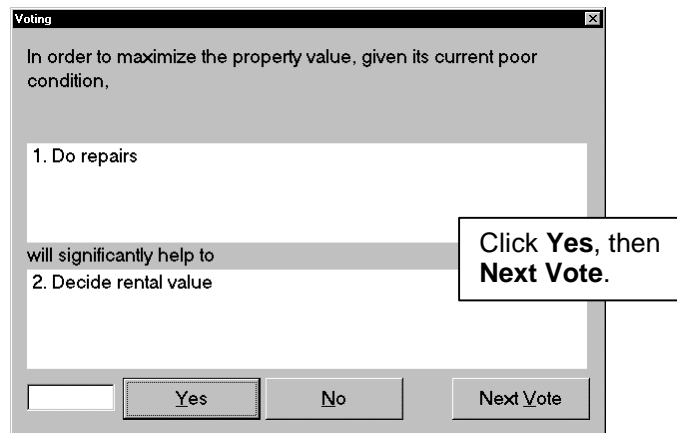 Voting
In order to maximize the property value, given its current poor
condition,
1. Do repairs
will significantly help to
2. Decide rental value
Click Yes, then
Next Vote.
Yes No Next Vote